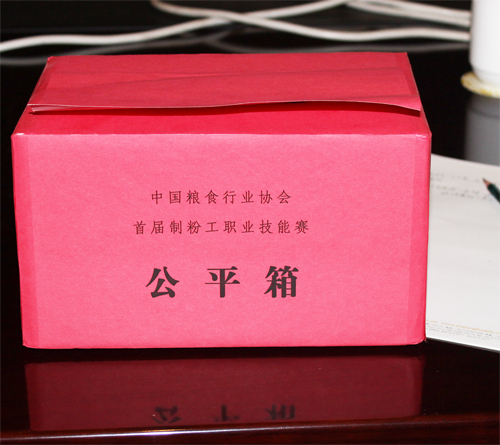 中国粮食行业协会
首届制粉工职业技能赛
公平箱